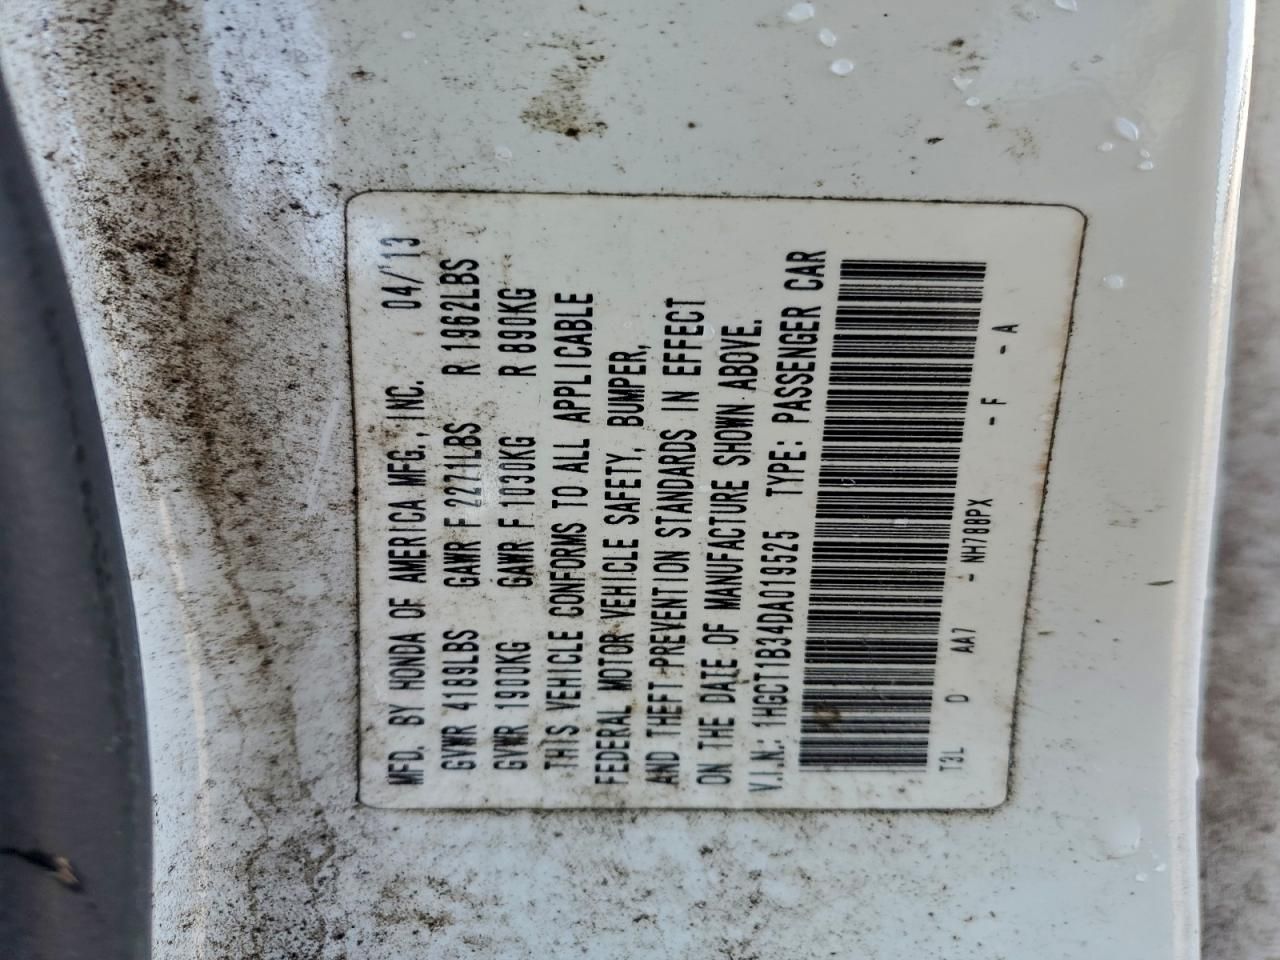 MFD. BY HONDA OF AMERICA MFG., INC. 04/'13
GVWR 4189LBS GAWR F 2271LBS R 1962LBS
GVWR 1900KG GAWR F 1030KG R 890KG
THIS VEHICLE CONFORMS TO ALL APPLICABLE
FEDERAL MOTOR VEHICLE SAFETY, BUMPER,
AND THEFT PREVENTION STANDARDS IN EFFECT
ON THE DATE OF MANUFACTURE SHOWN ABOVE.
V.I.N.: 1HGCT1B34DA019525 TYPE: PASSENGER CAR
T3L D AA7 - NH788PX - F - A